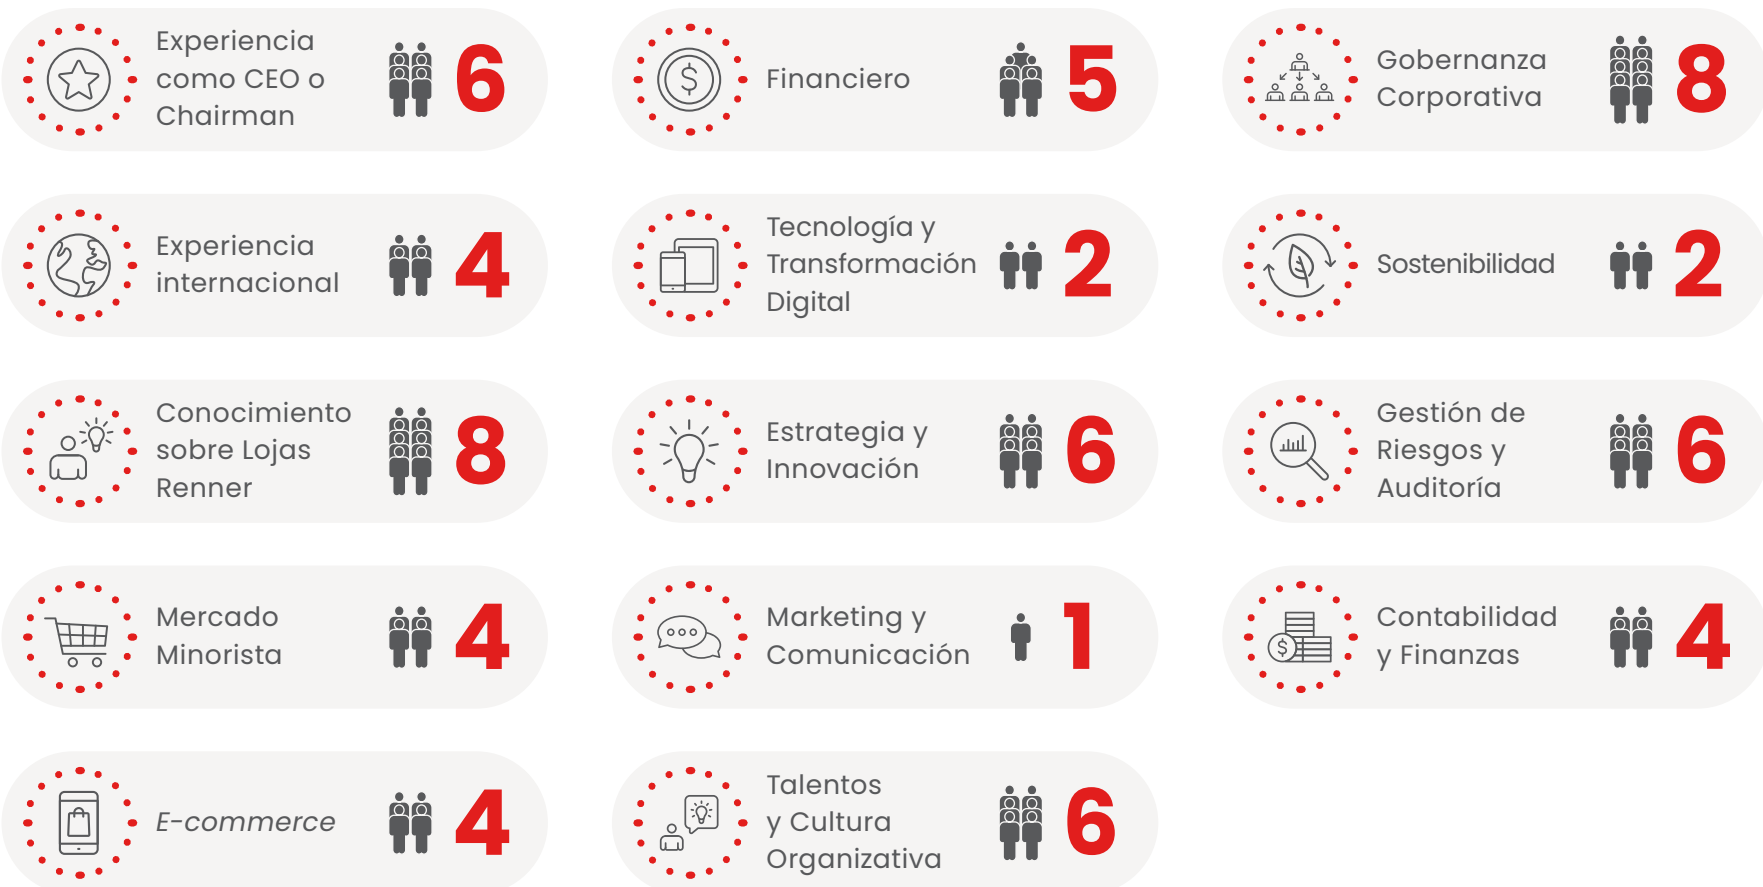 Experiencia
como CEO o
Chairman
6
Financiero
5
Gobernanza
Corporativa
8
Experiencia
internacional
4
Tecnología y
Transformación
Digital
2
Sostenibilidad
2
Conocimiento
sobre Lojas
Renner
8
Estrategia y
Innovación
6
Gestión de
Riesgos y
Auditoría
6
Mercado
Minorista
4
Marketing y
Comunicación
1
Contabilidad
y Finanzas
4
E-commerce
4
Talentos
y Cultura
Organizativa
6